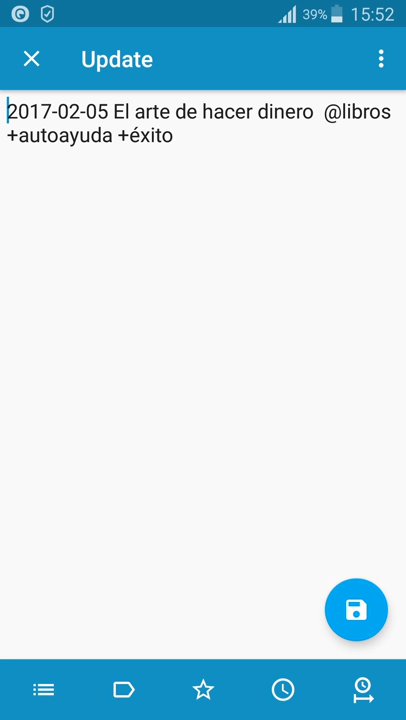 39% 15:52
Update
2017-02-05 El arte de hacer dinero  @libros
+autoayuda +éxito